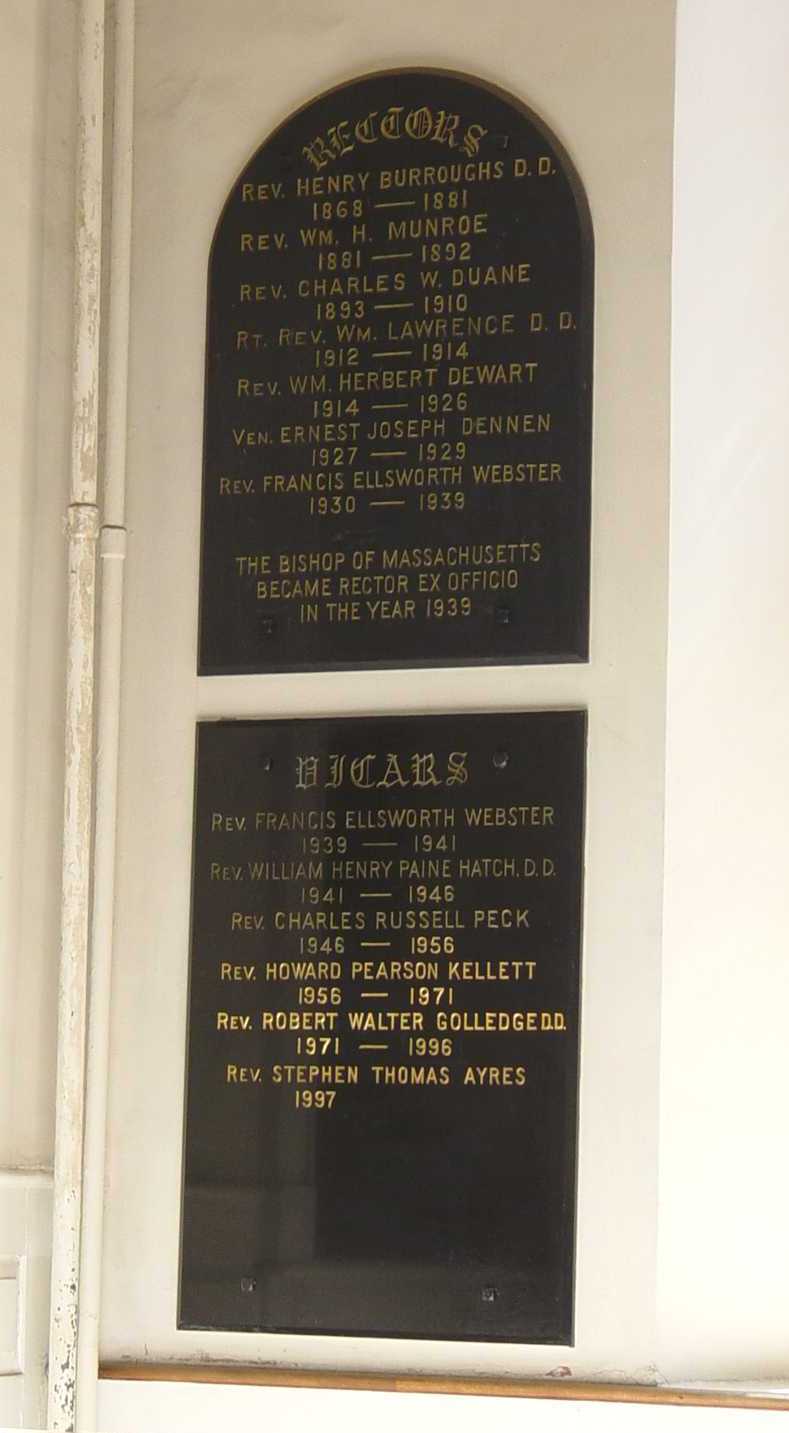 RECTORS
REV. HENRY BURROUGHS D. D.
1868 — 1881
REV. WM. H. MUNROE
1881 — 1892
REV. CHARLES W. DUANE
1893 — 1910
RT. REV. WM. LAWRENCE D. D.
1912 — 1914
REV. WM. HERBERT DEWART
1914 — 1926
VEN. ERNEST JOSEPH DENNEN
1927 — 1929
REV. FRANCIS ELLSWORTH WEBSTER
1930 — 1939
THE BISHOP OF MASSACHUSETTS
BECAME RECTOR EX OFFICIO
IN THE YEAR 1939
VICARS
REV. FRANCIS ELLSWORTH WEBSTER
1939 — 1941
REV. WILLIAM HENRY PAINE HATCH, D. D.
1941 — 1946
REV. CHARLES RUSSELL PECK
1946 — 1956
REV. HOWARD PEARSON KELLETT
1956 — 1971
REV. ROBERT WALTER GOLLEDGE D.D.
1971 — 1996
REV. STEPHEN THOMAS AYRES
1997